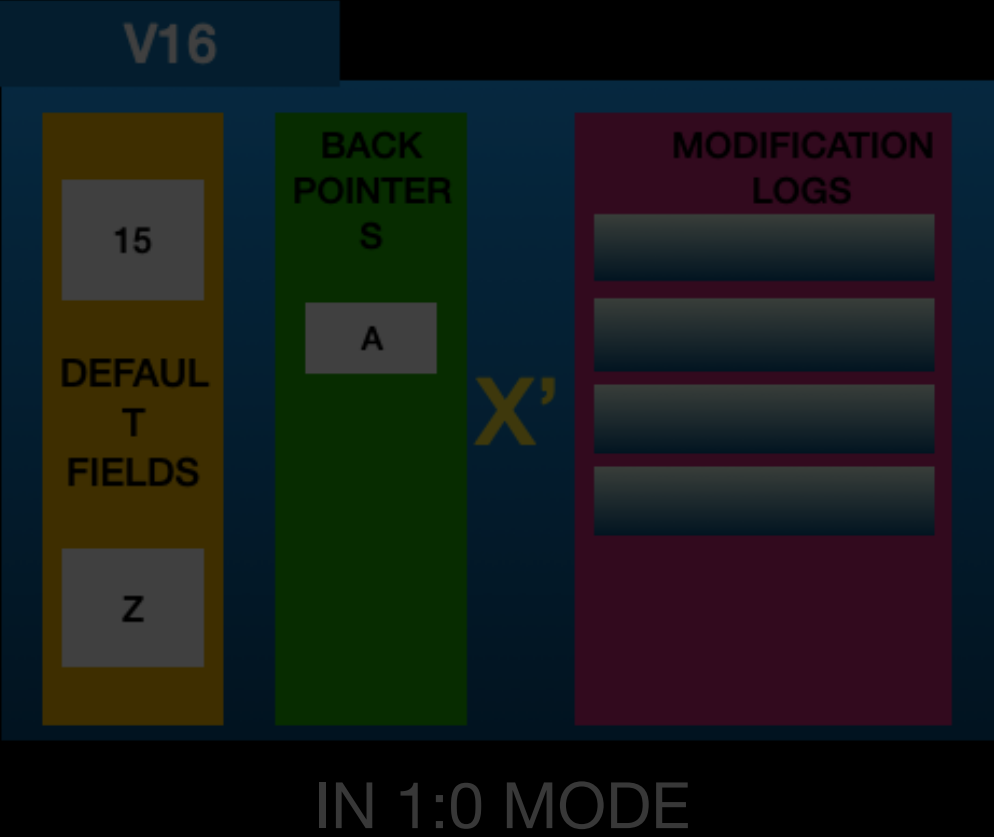 V16
15
DEFAUL
T
FIELDS
Z
BACK
POINTER
S
A
X’
MODIFICATION
LOGS
IN 1:0 MODE